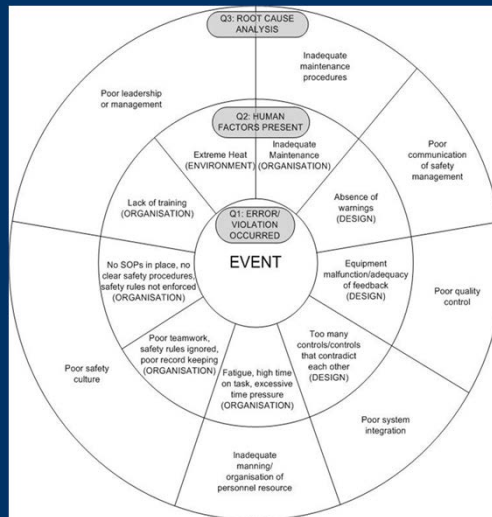 Q3: ROOT CAUSE
ANALYSIS
Inadequate
maintenance
procedures
Poor leadership
or management
Q2: HUMAN
FACTORS PRESENT
Extreme Heat
(ENVIRONMENT)
Inadequate
Maintenance
(ORGANISATION)
Poor
communication
of safety
management
Lack of training
(ORGANISATION)
Absence of
warnings
(DESIGN)
Q1: ERROR/
VIOLATION
OCCURRED
EVENT
No SOPs in place, no
clear safety procedures,
safety rules not enforced
(ORGANISATION)
Equipment
malfunction/adequacy
of feedback
(DESIGN)
Poor quality
control
Poor teamwork,
safety rules ignored,
poor record keeping
(ORGANISATION)
Fatigue, high time
on task, excessive
time pressure
(ORGANISATION)
Too many
controls/controls
that contradict
each other
(DESIGN)
Poor safety
culture
Poor system
integration
Inadequate
manning/
organisation of
personnel resource